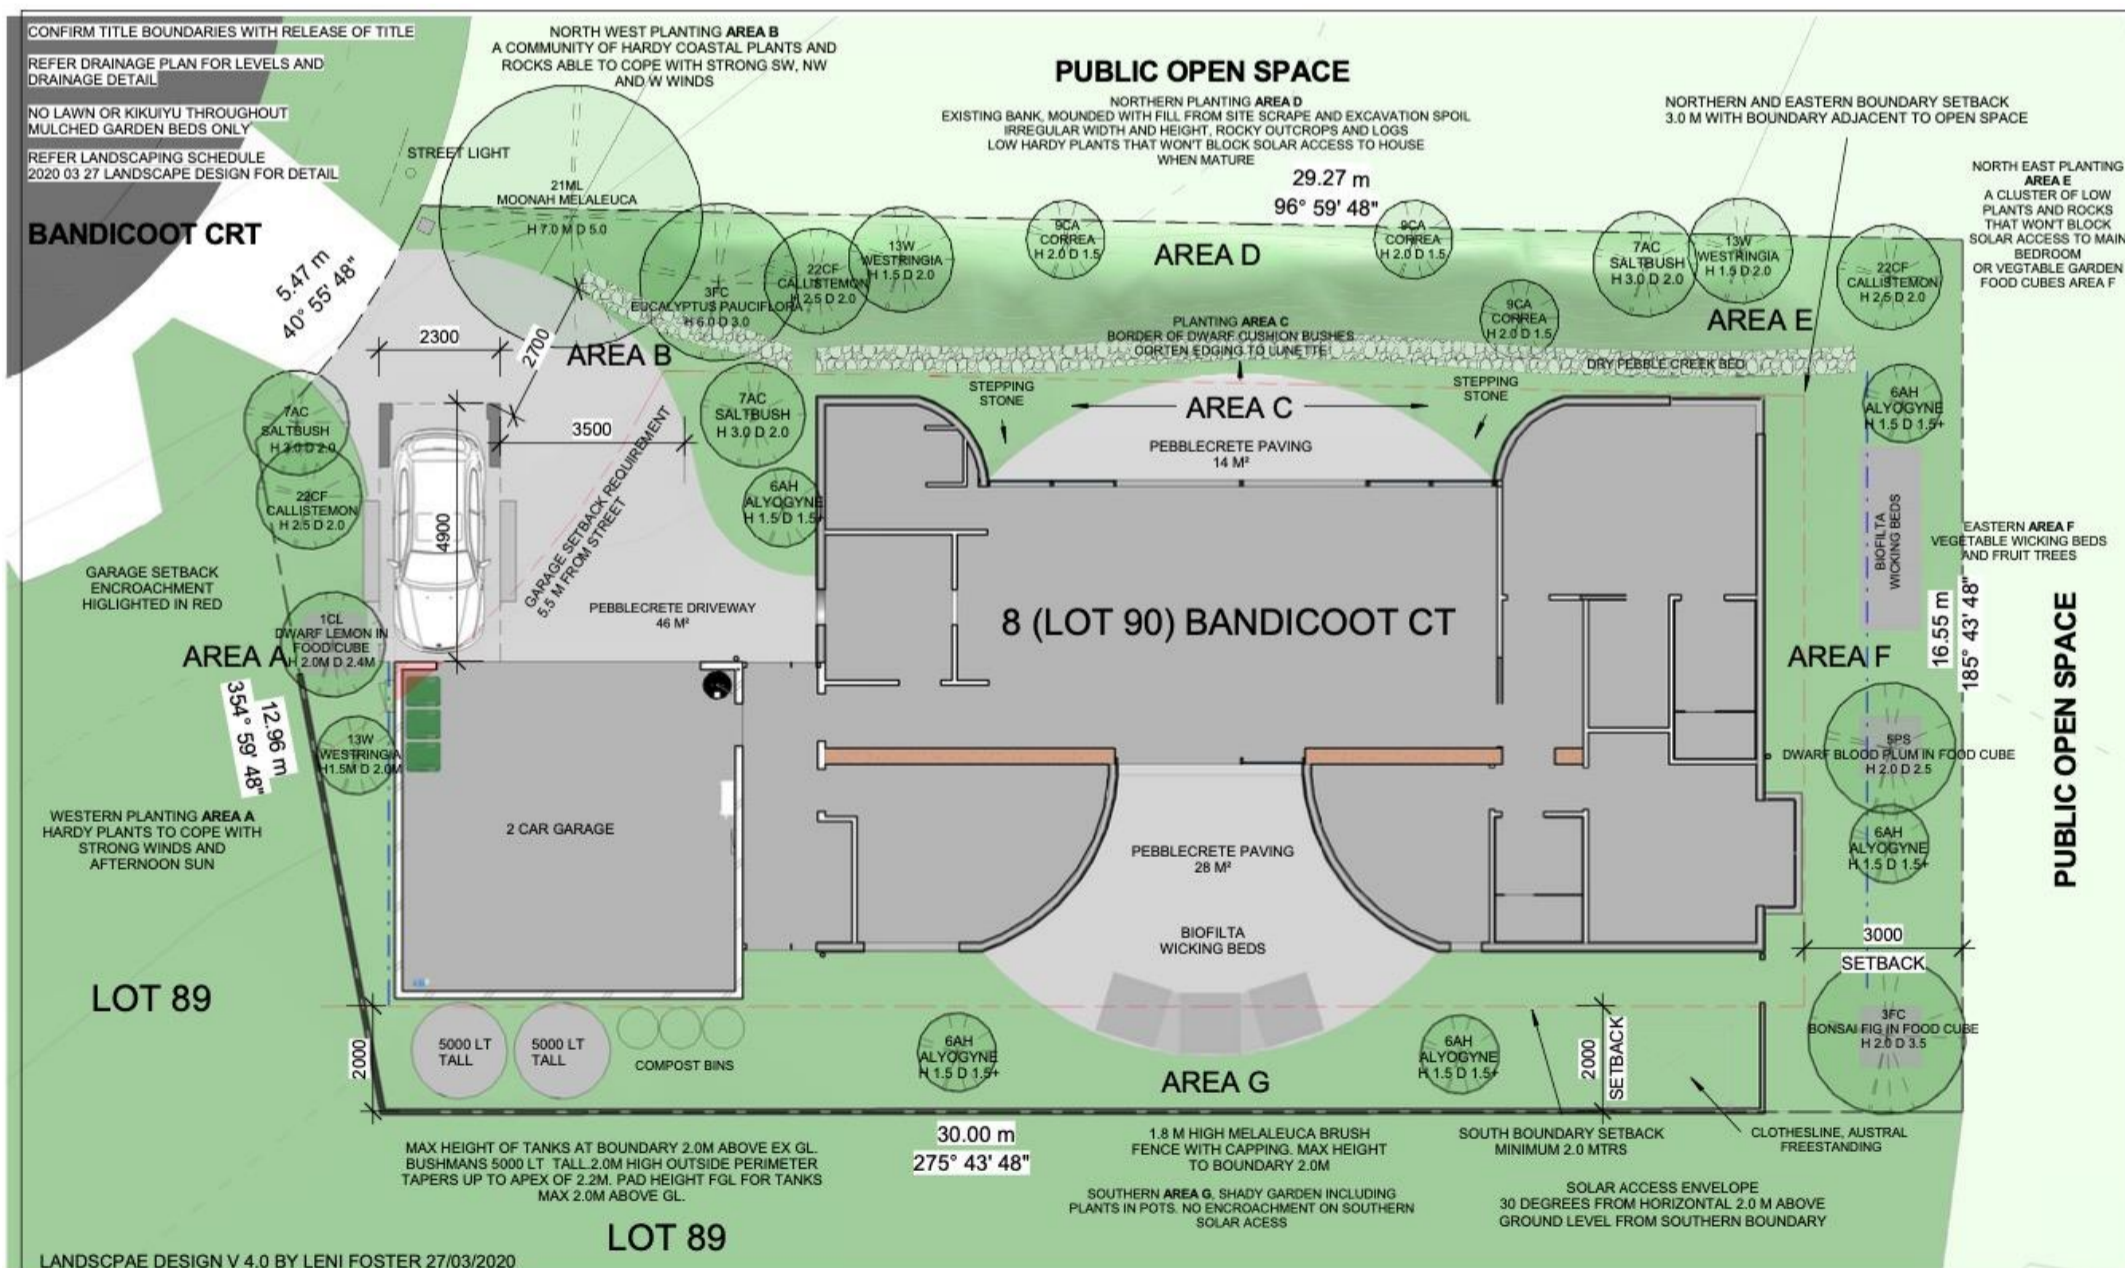 CONFIRM TITLE BOUNDARIES WITH RELEASE OF TITLE
REFER DRAINAGE PLAN FOR LEVELS AND
DRAINAGE DETAIL
NO LAWN OR KIKUIYU THROUGHOUT
MULCHED GARDEN BEDS ONLY
REFER LANDSCAPING SCHEDULE
2020 03 27 LANDSCAPE DESIGN FOR DETAIL
BANDICOOT CRT
NORTH WEST PLANTING AREA B
A COMMUNITY OF HARDY COASTAL PLANTS AND
ROCKS ABLE TO COPE WITH STRONG SW, NW
AND W WINDS
PUBLIC OPEN SPACE
NORTHERN PLANTING AREA D
EXISTING BANK, MOUNDED WITH FILL FROM SITE SCRAPE AND EXCAVATION SPOIL
IRREGULAR WIDTH AND HEIGHT, ROCKY OUTCROPS AND LOGS
LOW HARDY PLANTS THAT WON'T BLOCK SOLAR ACCESS TO HOUSE
WHEN MATURE
29.27 m
96° 59' 48"
NORTHERN AND EASTERN BOUNDARY SETBACK
3.0 M WITH BOUNDARY ADJACENT TO OPEN SPACE
NORTH EAST PLANTING
AREA E
A CLUSTER OF LOW
PLANTS AND ROCKS
THAT WON'T BLOCK
SOLAR ACCESS TO MAIN
BEDROOM
OR VEGTABLE GARDEN
FOOD CUBES AREA F
STREET LIGHT
21ML
MOONAH MELALEUCA
H 7.0 M D 5.0
5.47 m
40° 55' 48"
3FC
EUCALYPTUS PAUCIFLORA
H 6.0 D 3.0
22CF
CALLISTEMON
H 2.5 D 2.0
13W
WESTRINGIA
H 1.5 D 2.0
9CA
CORREA
H 2.0 D 1.5
AREA D
9CA
CORREA
H 2.0 D 1.5
9CA
CORREA
H 2.0 D 1.5
7AC
SALTBUSH
H 3.0 D 2.0
13W
WESTRINGIA
H 1.5 D 2.0
22CF
CALLISTEMON
H 2.5 D 2.0
AREA E
2300
2700
AREA B
PLANTING AREA C
BORDER OF DWARF CUSHION BUSHES
CORTEN EDGING TO LUNETTE
DRY PEBBLE CREEK BED
STEPPING
STONE
AREA C
STEPPING
STONE
PEBBLECRETE PAVING
14 M²
7AC
SALTBUSH
H 3.0 D 2.0
22CF
CALLISTEMON
H 2.5 D 2.0
3500
4900
7AC
SALTBUSH
H 3.0 D 2.0
6AH
ALYOGYNE
H 1.5 D 1.5+
GARAGE SETBACK REQUIREMENT
5.5 M FROM STREET
6AH
ALYOGYNE
H 1.5 D 1.5+
BIOFILTA
WICKING BEDS
EASTERN AREA F
VEGETABLE WICKING BEDS
AND FRUIT TREES
GARAGE SETBACK
ENCROACHMENT
HIGLIGHTED IN RED
PEBBLECRETE DRIVEWAY
46 M²
8 (LOT 90) BANDICOOT CT
16.55 m
185° 43' 48"
PUBLIC OPEN SPACE
1CL
DWARF LEMON IN
FOOD CUBE
H 2.0M D 2.4M
AREA A
AREA F
12.96 m
354° 59' 48"
13W
WESTRINGIA
H1.5M D 2.0M
5PS
DWARF BLOOD PLUM IN FOOD CUBE
H 2.0 D 2.5
WESTERN PLANTING AREA A
HARDY PLANTS TO COPE WITH
STRONG WINDS AND
AFTERNOON SUN
2 CAR GARAGE
PEBBLECRETE PAVING
28 M²
6AH
ALYOGYNE
H 1.5 D 1.5+
BIOFILTA
WICKING BEDS
3000
SETBACK
LOT 89
2000
5000 LT
TALL
5000 LT
TALL
COMPOST BINS
6AH
ALYOGYNE
H 1.5 D 1.5+
AREA G
6AH
ALYOGYNE
H 1.5 D 1.5+
2000
SETBACK
3FC
BONSAI FIG IN FOOD CUBE
H 2.0 D 3.5
MAX HEIGHT OF TANKS AT BOUNDARY 2.0M ABOVE EX GL.
BUSHMANS 5000 LT TALL.2.0M HIGH OUTSIDE PERIMETER
TAPERS UP TO APEX OF 2.2M. PAD HEIGHT FGL FOR TANKS
MAX 2.0M ABOVE GL.
30.00 m
275° 43' 48"
1.8 M HIGH MELALEUCA BRUSH
FENCE WITH CAPPING. MAX HEIGHT
TO BOUNDARY 2.0M
SOUTHERN AREA G, SHADY GARDEN INCLUDING
PLANTS IN POTS. NO ENCROACHMENT ON SOUTHERN
SOLAR ACESS
SOUTH BOUNDARY SETBACK
MINIMUM 2.0 MTRS
CLOTHESLINE, AUSTRAL
FREESTANDING
SOLAR ACCESS ENVELOPE
30 DEGREES FROM HORIZONTAL 2.0 M ABOVE
GROUND LEVEL FROM SOUTHERN BOUNDARY
LOT 89
LANDSCPAE DESIGN V 4.0 BY LENI FOSTER 27/03/2020